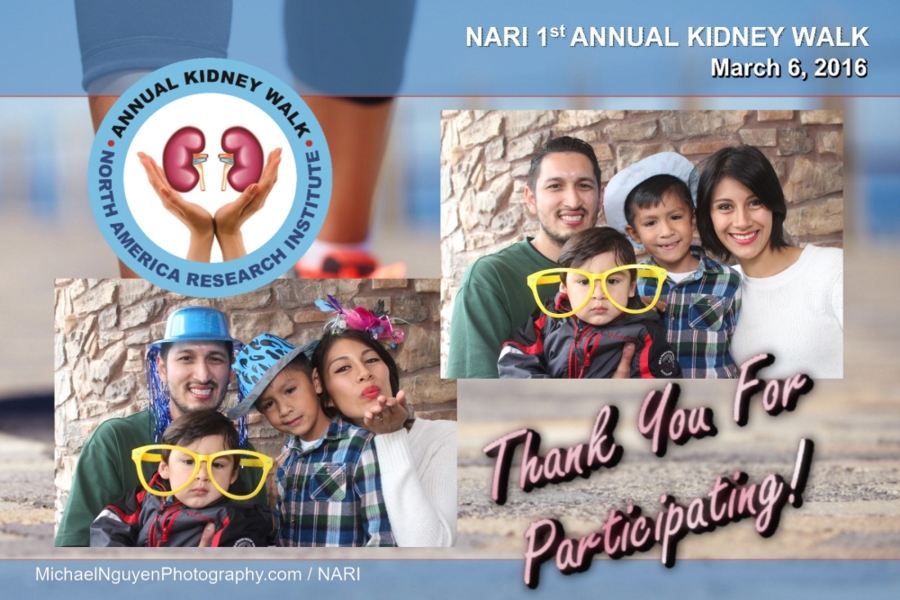 NARI 1st ANNUAL KIDNEY WALK
March 6, 2016
ANNUAL KIDNEY WALK
NORTH AMERICA RESEARCH INSTITUTE
Thank You For
Participating!
MichaelNguyenPhotography.com / NARI